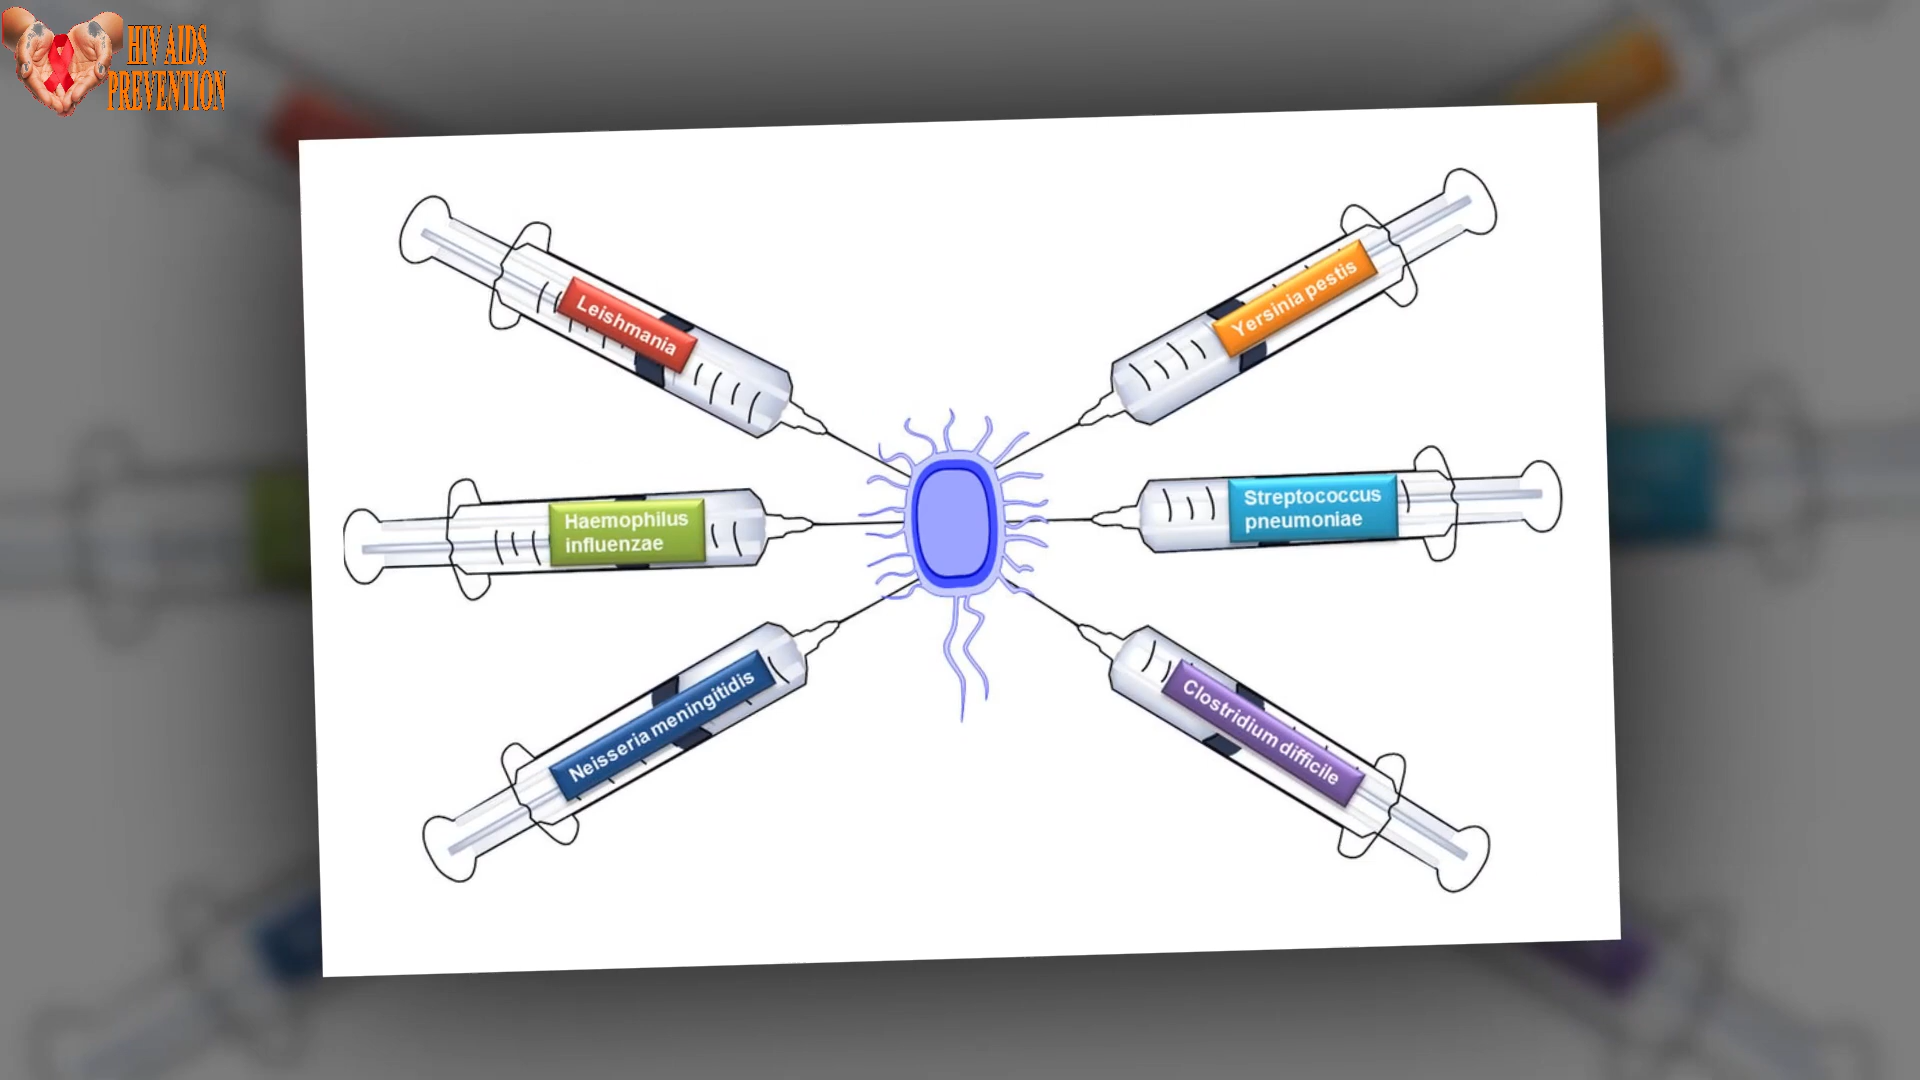 HIV AIDS
PREVENTION
Leishmania
Yersinia pestis
Haemophilus
influenzae
Streptococcus
pneumoniae
Neisseria meningitidis
Clostridium difficile